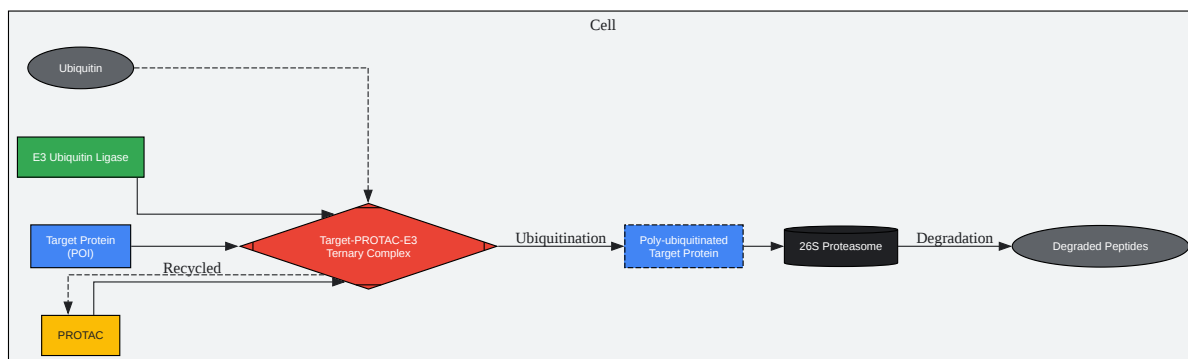 Cell
Ubiquitin
E3 Ubiquitin Ligase
Target Protein
(POI)
Target-PROTAC-E3
Ternary Complex
Ubiquitination
Poly-ubiquitinated
Target Protein
26S Proteasome
Degradation
Degraded Peptides
Recycled
PROTAC